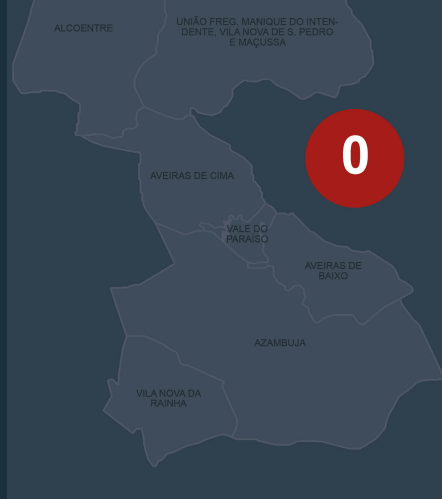 ALCOENTRE
UNIÃO FREG. MANIQUE DO INTEN-
DENTE, VILA NOVA DE S. PEDRO
E MAÇUSSA
0
AVEIRAS DE CIMA
VALE DO
PARAÍSO
AVEIRAS DE
BAIXO
AZAMBUJA
VILA NOVA DA
RAINHA